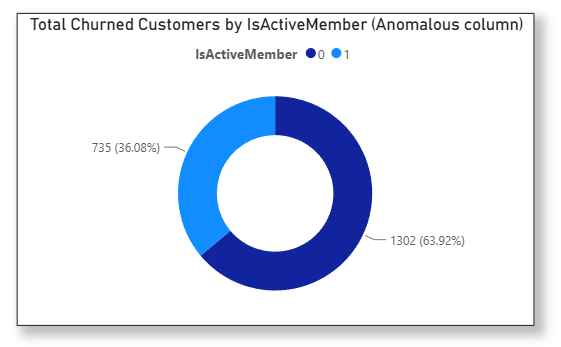 Total Churned Customers by IsActiveMember (Anomalous column)
IsActiveMember 0 1
735 (36.08%)
1302 (63.92%)